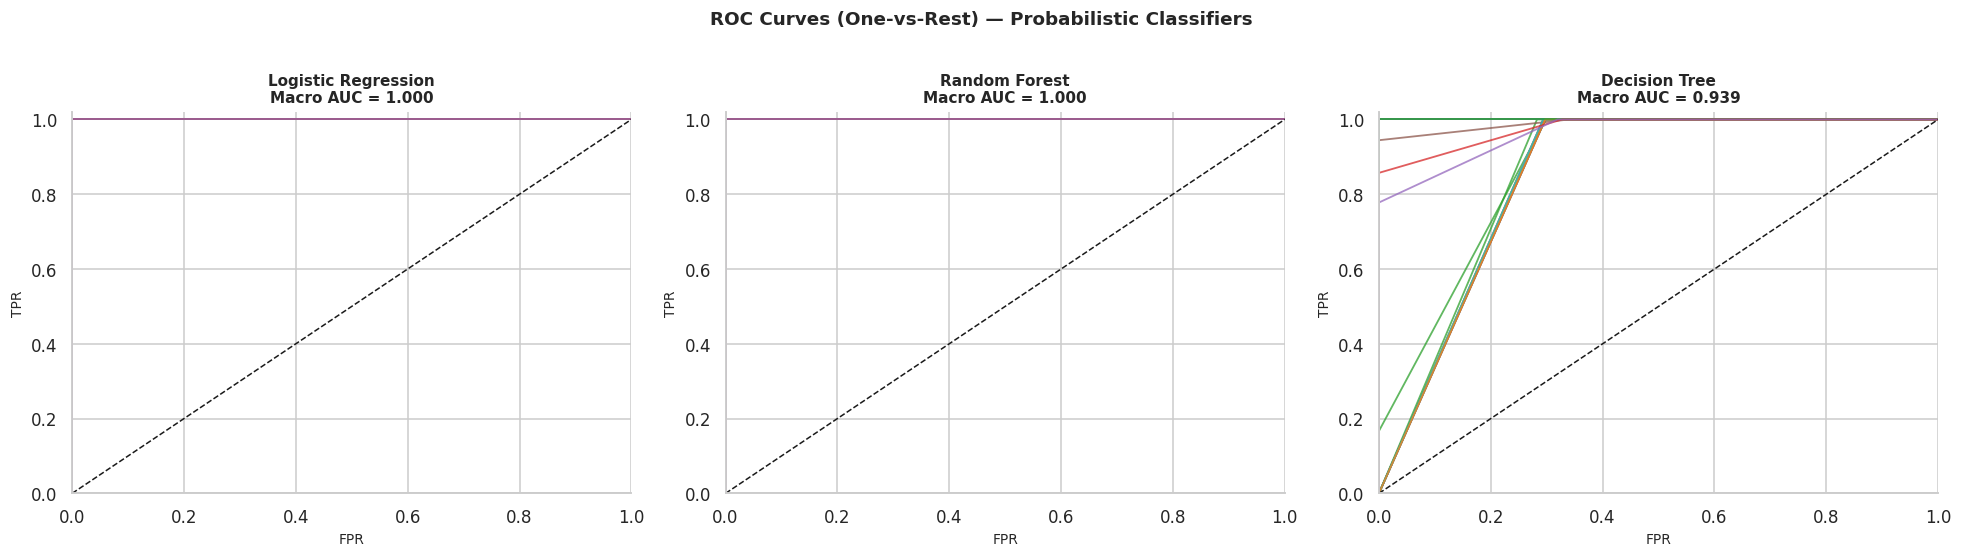 ROC Curves (One-vs-Rest) — Probabilistic Classifiers
Logistic Regression
Macro AUC = 1.000
1.0
0.8
0.6
0.4
0.2
0.0
TPR
0.0 0.2 0.4 0.6 0.8 1.0
FPR
Random Forest
Macro AUC = 1.000
1.0
0.8
0.6
0.4
0.2
0.0
TPR
0.0 0.2 0.4 0.6 0.8 1.0
FPR
Decision Tree
Macro AUC = 0.939
1.0
0.8
0.6
0.4
0.2
0.0
TPR
0.0 0.2 0.4 0.6 0.8 1.0
FPR